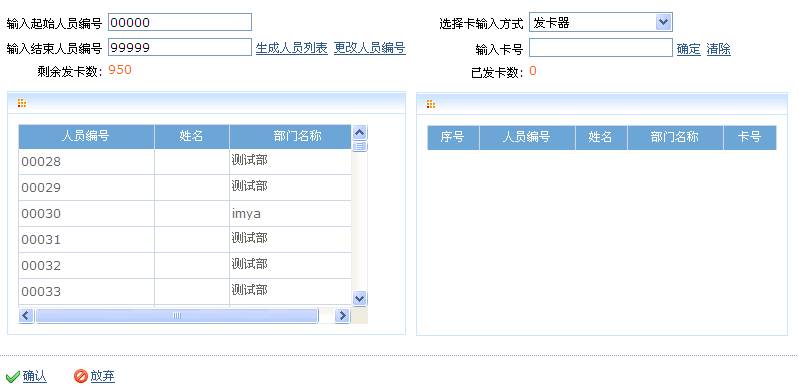 输入起始人员编号 00000
输入结束人员编号 99999 生成人员列表 更改人员编号
剩余发卡数: 950
选择卡输入方式 发卡器
输入卡号 确定 清除
已发卡数: 0
人员编号 姓名 部门名称
00028 测试部
00029 测试部
00030 imya
00031 测试部
00032 测试部
00033 测试部
序号 人员编号 姓名 部门名称 卡号
确认 放弃